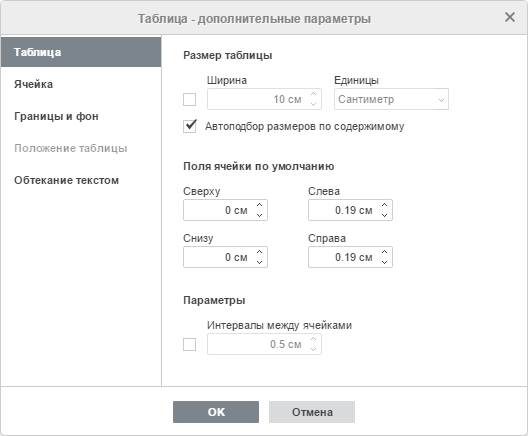 Таблица - дополнительные параметры
Таблица
Ячейка
Границы и фон
Положение таблицы
Обтекание текстом
Размер таблицы
Ширина Единицы
10 см Сантиметр
Автоподбор размеров по содержимому
Поля ячейки по умолчанию
Сверху Слева
0 см 0.19 см
Снизу Справа
0 см 0.19 см
Параметры
Интервалы между ячейками
0.5 см
OK Отмена